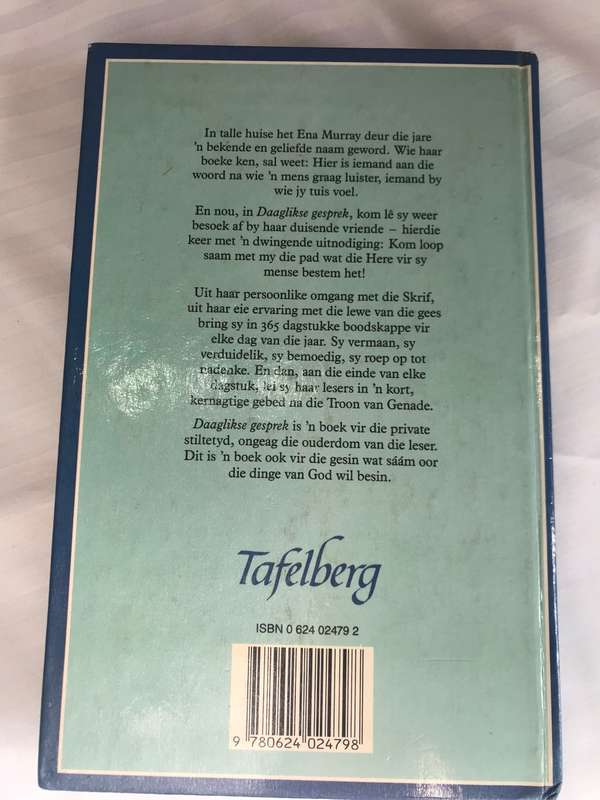 In talle huise het Ena Murray deur die jare
'n bekende en geliefde naam geword. Wie haar
boeke ken, sal weet: Hier is iemand aan die
woord na wie 'n mens graag luister, iemand by
wie jy tuis voel.
En nou, in Daaglikse gesprek, kom lê sy weer
besoek af by haar duisende vriende – hierdie
keer met 'n dwingende uitnodiging: Kom loop
saam met my die pad wat die Here vir sy
mense bestem het!
Uit haar persoonlike omgang met die Skrif,
uit haar eie ervaring met die lewe van die gees
bring sy in 365 dagstukke boodskappe vir
elke dag van die jaar. Sy vermaan, sy
verduidelik, sy bemoedig, sy roep op tot
nadenke. En dan, aan die einde van elke
dagstuk, lei sy haar lesers in 'n kort,
kernagtige gebed na die Troon van Genade.
Daaglikse gesprek is 'n boek vir die private
stiltetyd, ongeag die ouderdom van die leser.
Dit is 'n boek ook vir die gesin wat sáám oor
die dinge van God wil besin.
Tafelberg
ISBN 0 624 02479 2
9 780624 024798